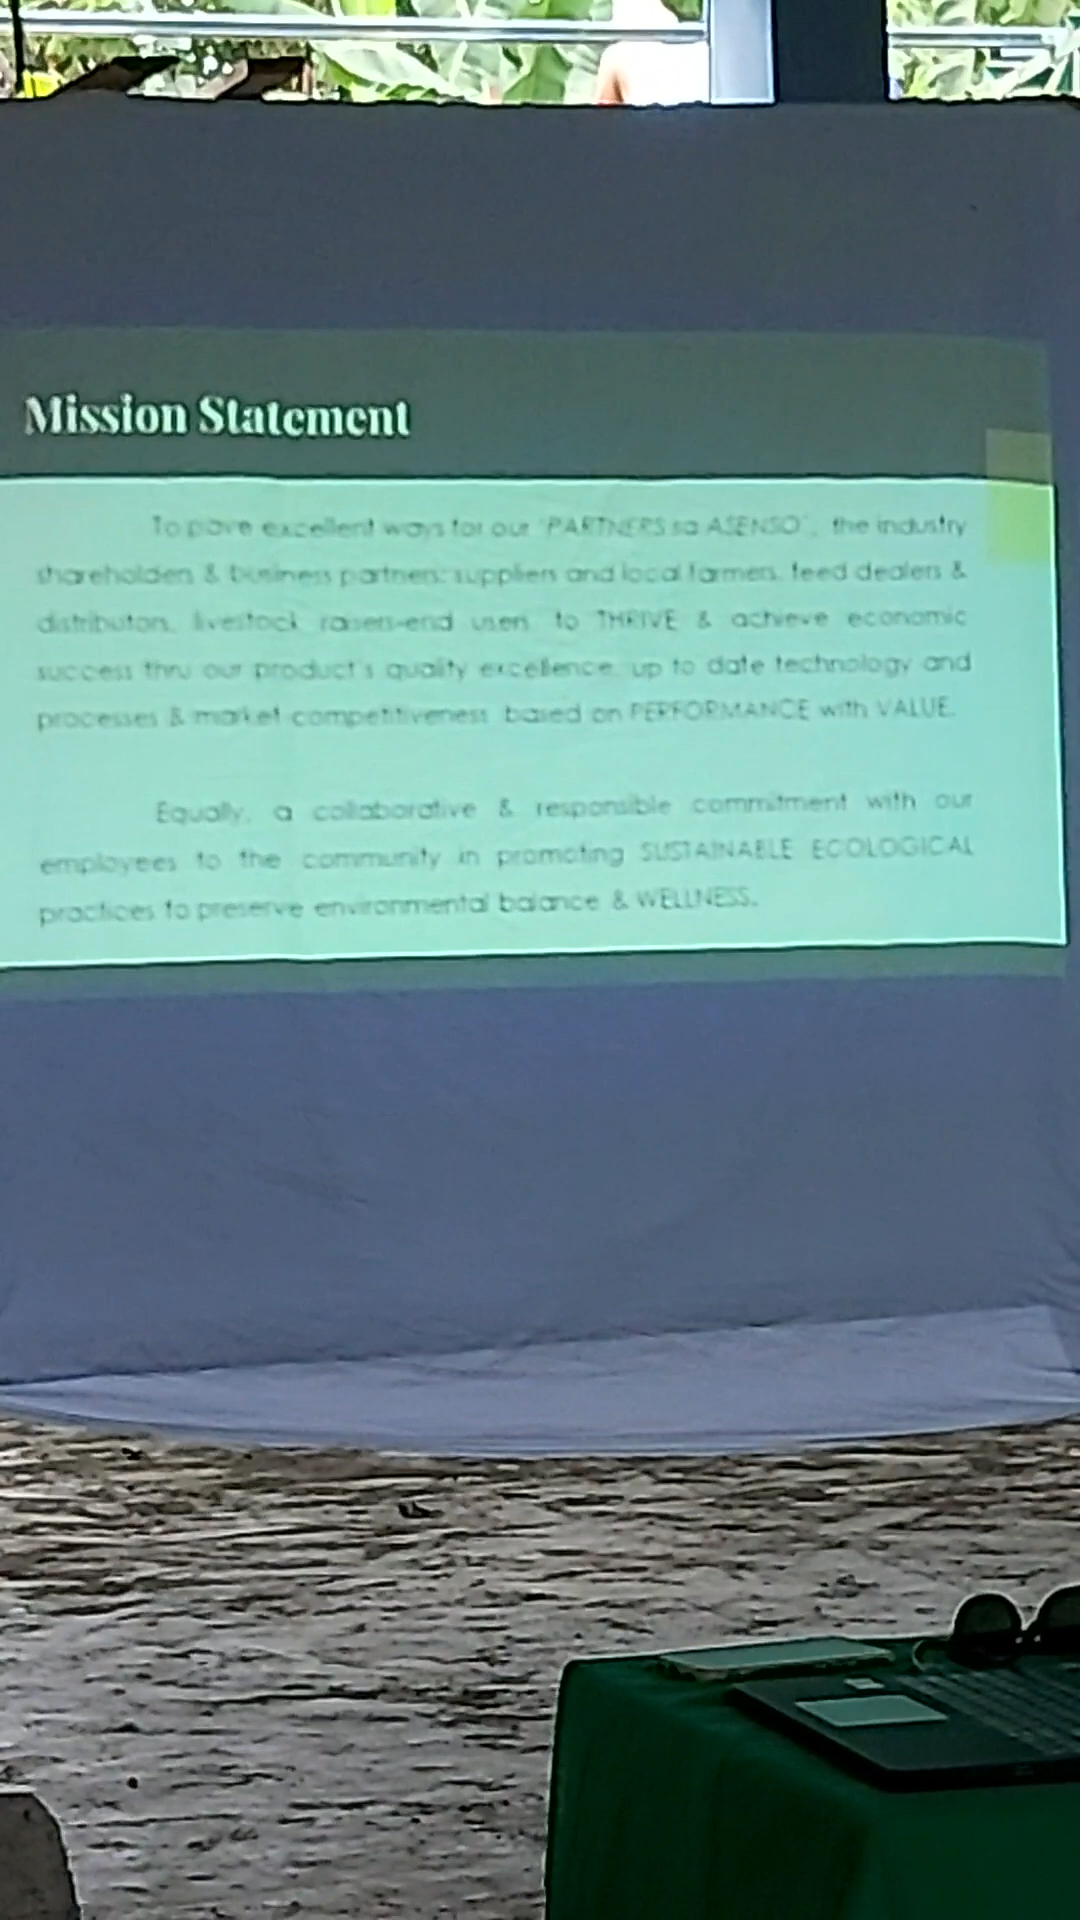 Mission Statement
To pave excellent ways for our "PARTNERS sa ASENSO", the industry
shareholders & business partners: suppliers and local farmers, feed dealers &
distributors, livestock raisers-end users to THRIVE & achieve economic
success thru our product's quality excellence, up to date technology and
processes & market competitiveness based on PERFORMANCE with VALUE.
Equally, a collaborative & responsible commitment with our
employees to the community in promoting SUSTAINABLE ECOLOGICAL
practices to preserve environmental balance & WELLNESS.